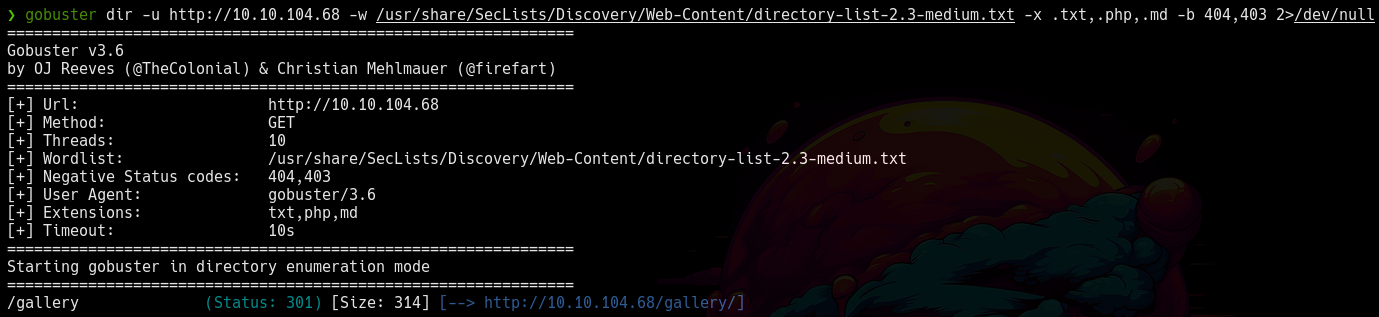 ❯ gobuster dir -u http://10.10.104.68 -w /usr/share/SecLists/Discovery/Web-Content/directory-list-2.3-medium.txt -x .txt,.php,.md -b 404,403 2>/dev/null
===============================================================
Gobuster v3.6
by OJ Reeves (@TheColonial) & Christian Mehlmauer (@firefart)
===============================================================
[+] Url:                     http://10.10.104.68
[+] Method:                  GET
[+] Threads:                 10
[+] Wordlist:                /usr/share/SecLists/Discovery/Web-Content/directory-list-2.3-medium.txt
[+] Negative Status codes:   404,403
[+] User Agent:              gobuster/3.6
[+] Extensions:              txt,php,md
[+] Timeout:                 10s
===============================================================
Starting gobuster in directory enumeration mode
===============================================================
/gallery              (Status: 301) [Size: 314] [--> http://10.10.104.68/gallery/]